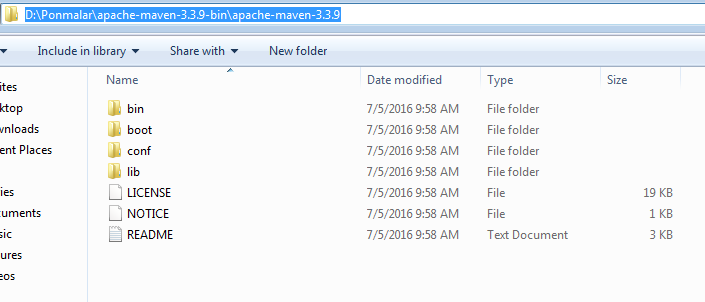 D:\Ponmalar\apache-maven-3.3.9-bin\apache-maven-3.3.9
Include in library Share with New folder
Name Date modified Type Size
ites
ktop
wnloads
ent Places
ries
cuments
sic
ures
eos
bin 7/5/2016 9:58 AM File folder
boot 7/5/2016 9:58 AM File folder
conf 7/5/2016 9:58 AM File folder
lib 7/5/2016 9:58 AM File folder
LICENSE 7/5/2016 9:58 AM File 19 KB
NOTICE 7/5/2016 9:58 AM File 1 KB
README 7/5/2016 9:58 AM Text Document 3 KB